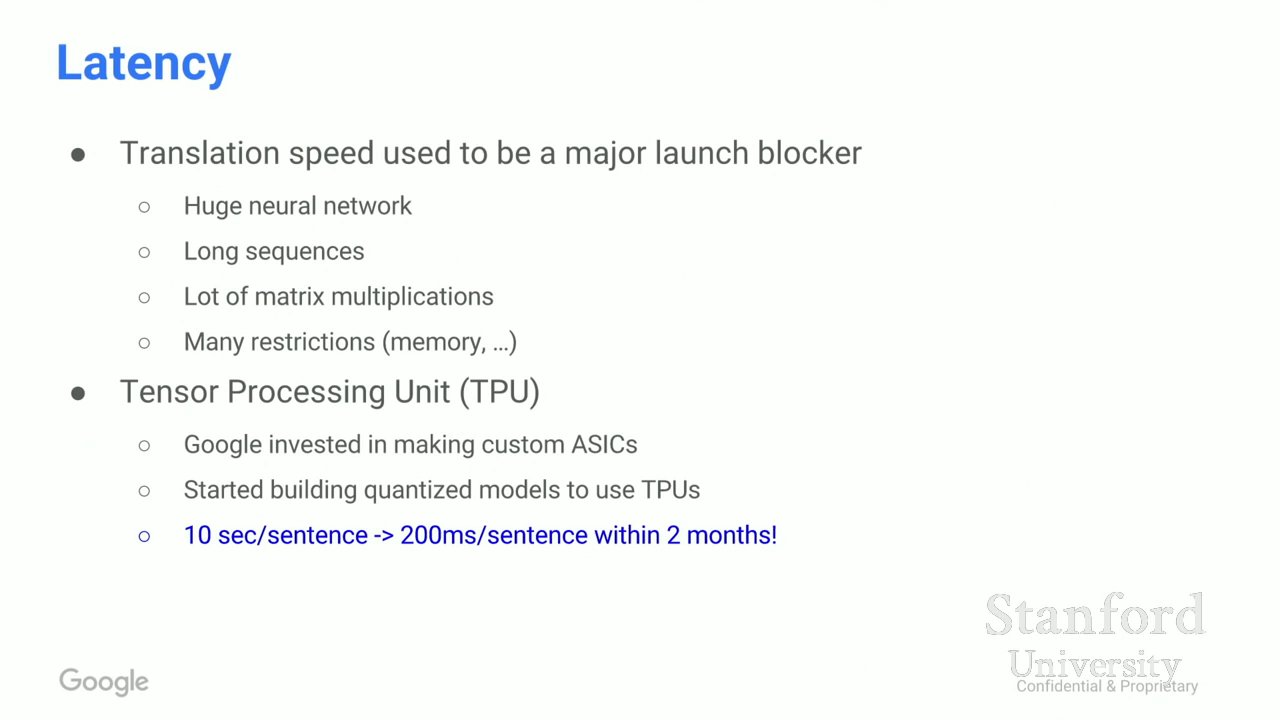 Latency
● Translation speed used to be a major launch blocker
○ Huge neural network
○ Long sequences
○ Lot of matrix multiplications
○ Many restrictions (memory, …)
● Tensor Processing Unit (TPU)
○ Google invested in making custom ASICs
○ Started building quantized models to use TPUs
○ 10 sec/sentence -> 200ms/sentence within 2 months!
Stanford
University
Google
Confidential & Proprietary